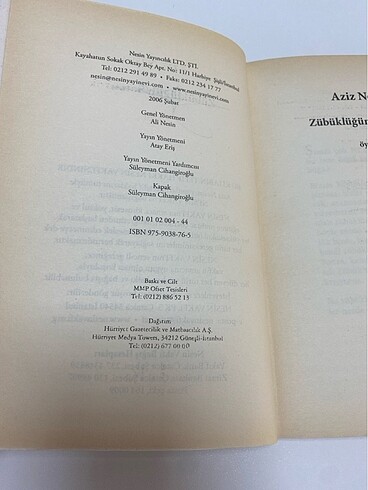 Nesin Yayıncılık LTD. ŞTİ.
Kayahatun Sokak Oktay Bey Apt. No: 11/1 Harbiye Şişli/İstanbul
Tel: 0212 291 49 89 • Faks: 0212 234 17 77
nesin@nesinyayinevi.com • www.nesinyayinevi.com
2006 Şubat
Genel Yönetmen
Ali Nesin
Yayın Yönetmeni
Atay Eriş
Yayın Yönetmeni Yardımcısı
Süleyman Cihangiroğlu
Kapak
Süleyman Cihangiroğlu
001 01 02 004 - 44
ISBN 975-9038-76-5
Baskı ve Cilt
MMP Ofset Tesisleri
Tel: (0212) 886 52 13
Dağıtım:
Hürriyet Gazetecilik ve Matbaacılık A.Ş.
Hürriyet Medya Towers, 34212 Güneşli-İstanbul
Tel: (0212) 677 00 00
Aziz Ne
Zübüklüğün
öy